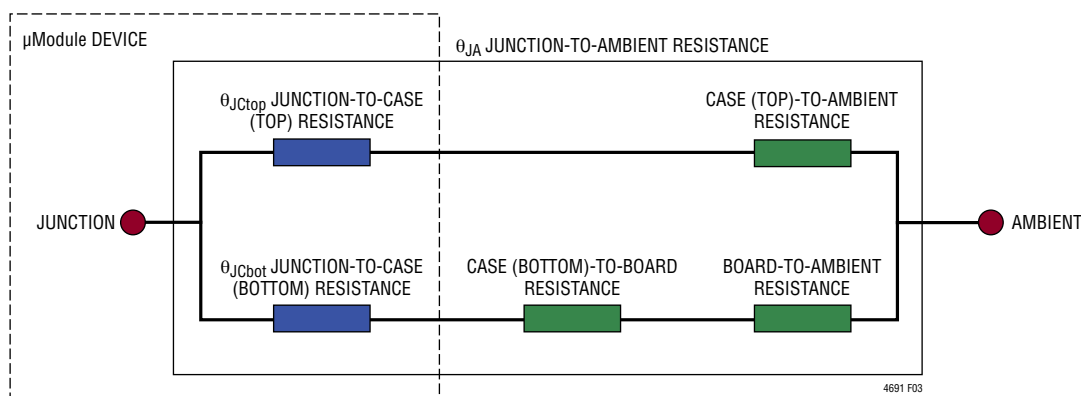 µModule DEVICE
θJA JUNCTION-TO-AMBIENT RESISTANCE
θJCtop JUNCTION-TO-CASE
(TOP) RESISTANCE
CASE (TOP)-TO-AMBIENT
RESISTANCE
JUNCTION
AMBIENT
θJCbot JUNCTION-TO-CASE
(BOTTOM) RESISTANCE
CASE (BOTTOM)-TO-BOARD
RESISTANCE
BOARD-TO-AMBIENT
RESISTANCE
4691 F03